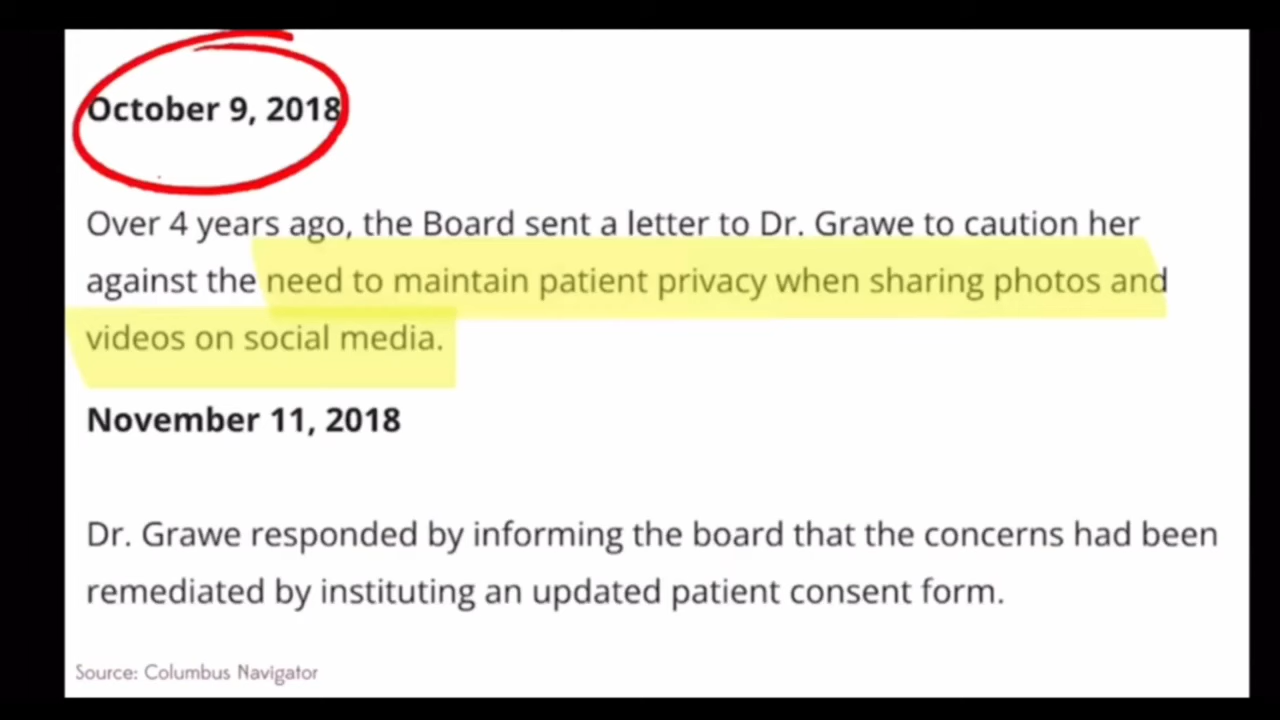 October 9, 2018
Over 4 years ago, the Board sent a letter to Dr. Grawe to caution her
against the need to maintain patient privacy when sharing photos and
videos on social media.
November 11, 2018
Dr. Grawe responded by informing the board that the concerns had been
remediated by instituting an updated patient consent form.
Source: Columbus Navigator